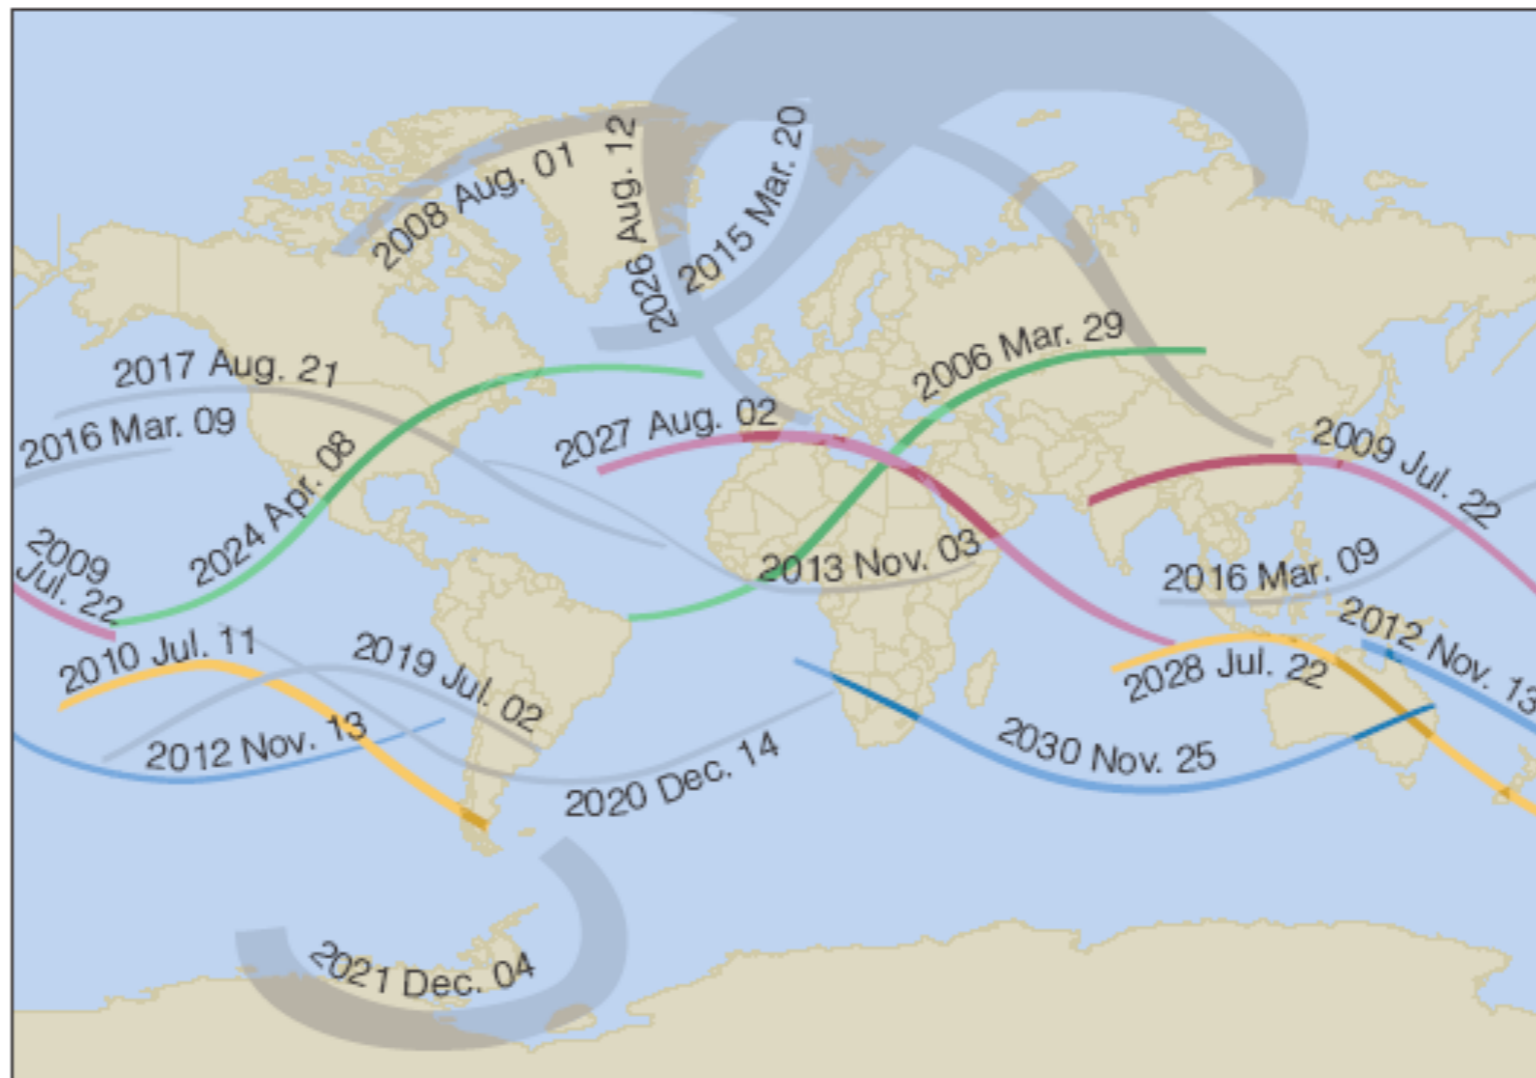 2008 Aug. 01
2026 Aug. 12
2015 Mar. 20
2017 Aug. 21
2006 Mar. 29
2016 Mar. 09
2027 Aug. 02
2009 Jul. 22
2024 Apr. 08
2009
Jul. 22
2013 Nov. 03
2016 Mar. 09
2010 Jul. 11
2019 Jul. 02
2028 Jul. 22
2012 Nov. 13
2012 Nov. 13
2030 Nov. 25
2020 Dec. 14
2021 Dec. 04